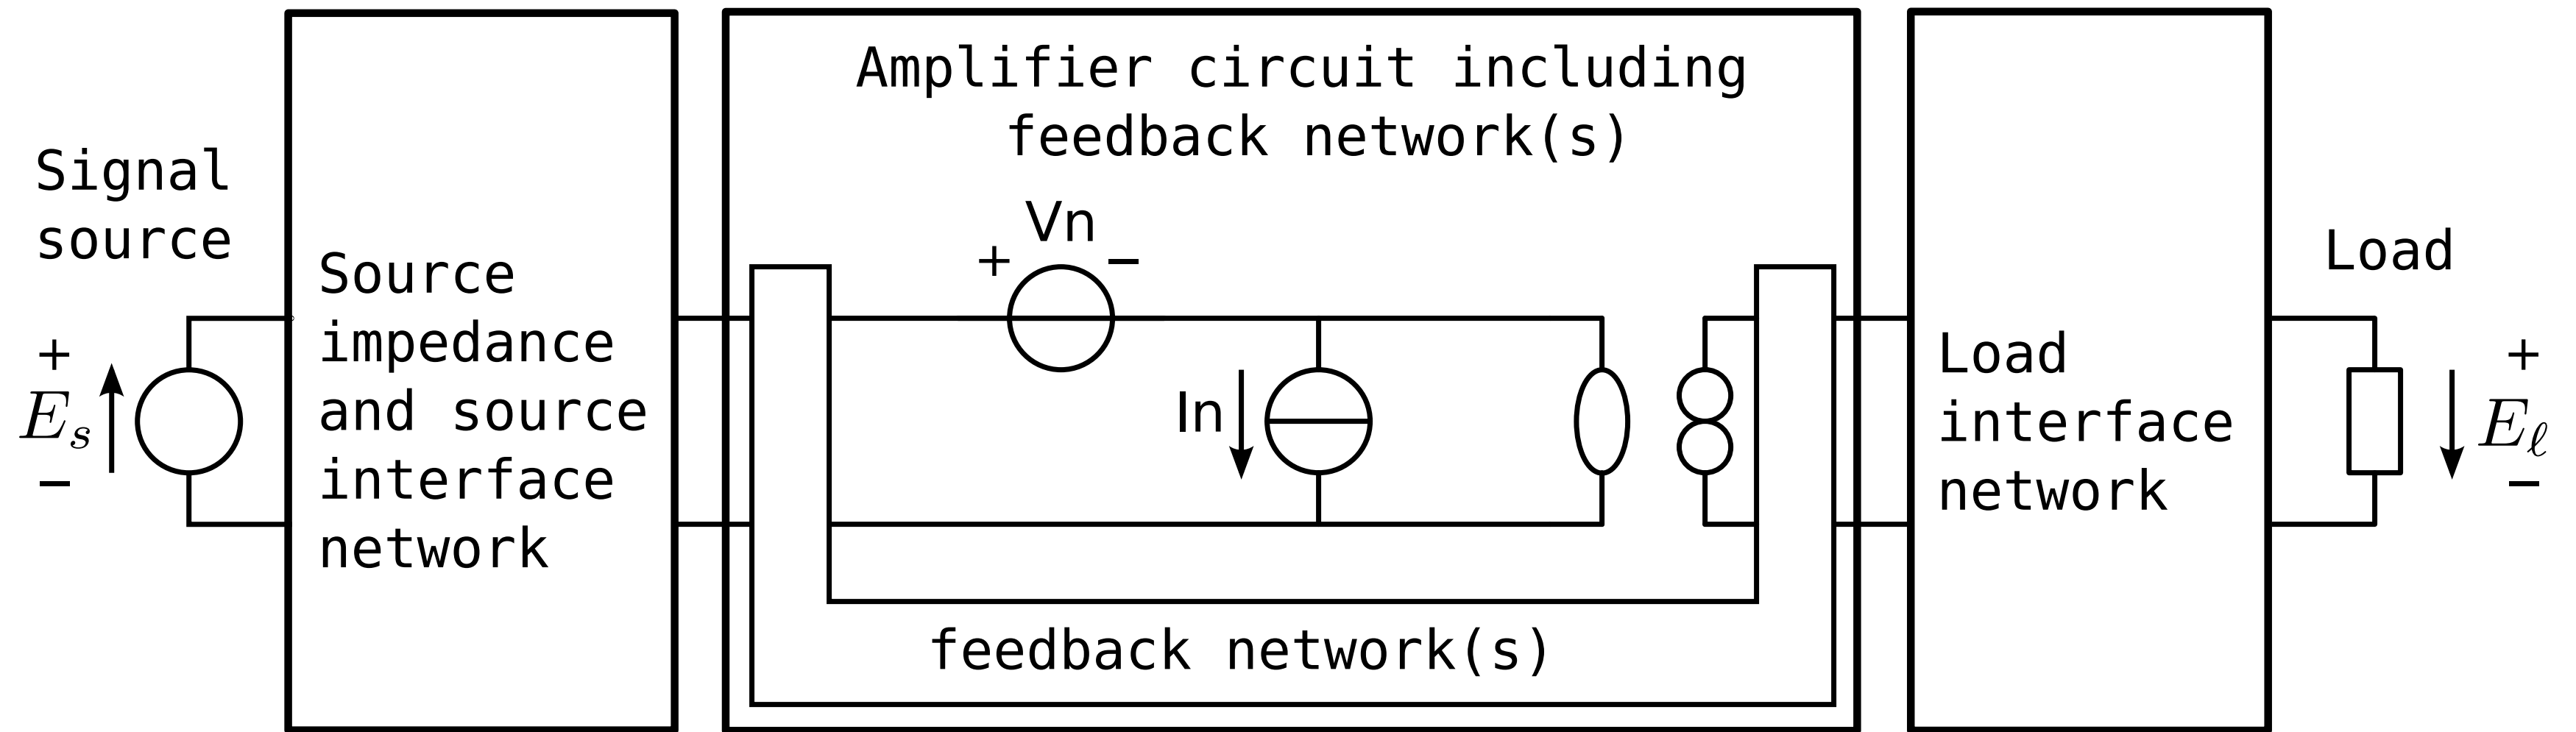 Signal
source
+
Es
−
Source
impedance
and source
interface
network
Amplifier circuit including
feedback network(s)
Vn
+ −
In
feedback network(s)
Load
interface
network
Load
+
Eℓ
−